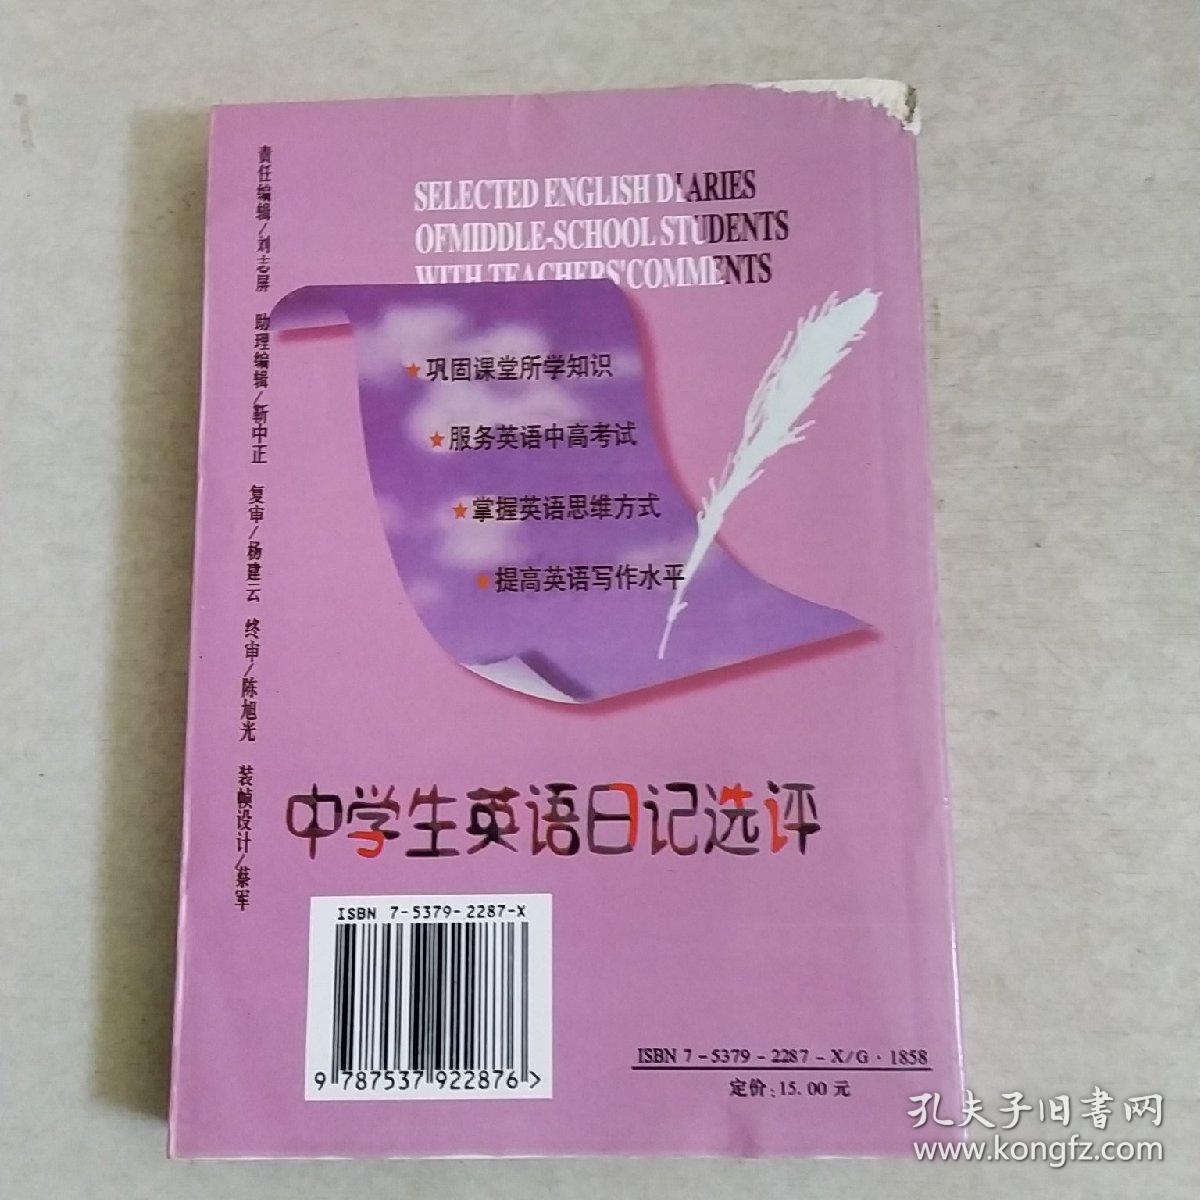 SELECTED ENGLISH DIARIES
OFMIDDLE-SCHOOL STUDENTS
WITH TEACHERS'COMMENTS
★巩固课堂所学知识
★服务英语中高考试
★掌握英语思维方式
★提高英语写作水平
责任编辑/刘志屏 助理编辑/靳中正 复审/杨建云 终审/陈旭光 装帧设计/蔡军
中学生英语日记选评
ISBN 7-5379-2287-X
9 787537 922876 >
ISBN 7-5379-2287-X/G·1858
定价:15.00元
孔夫子旧书网
www.kongfz.com